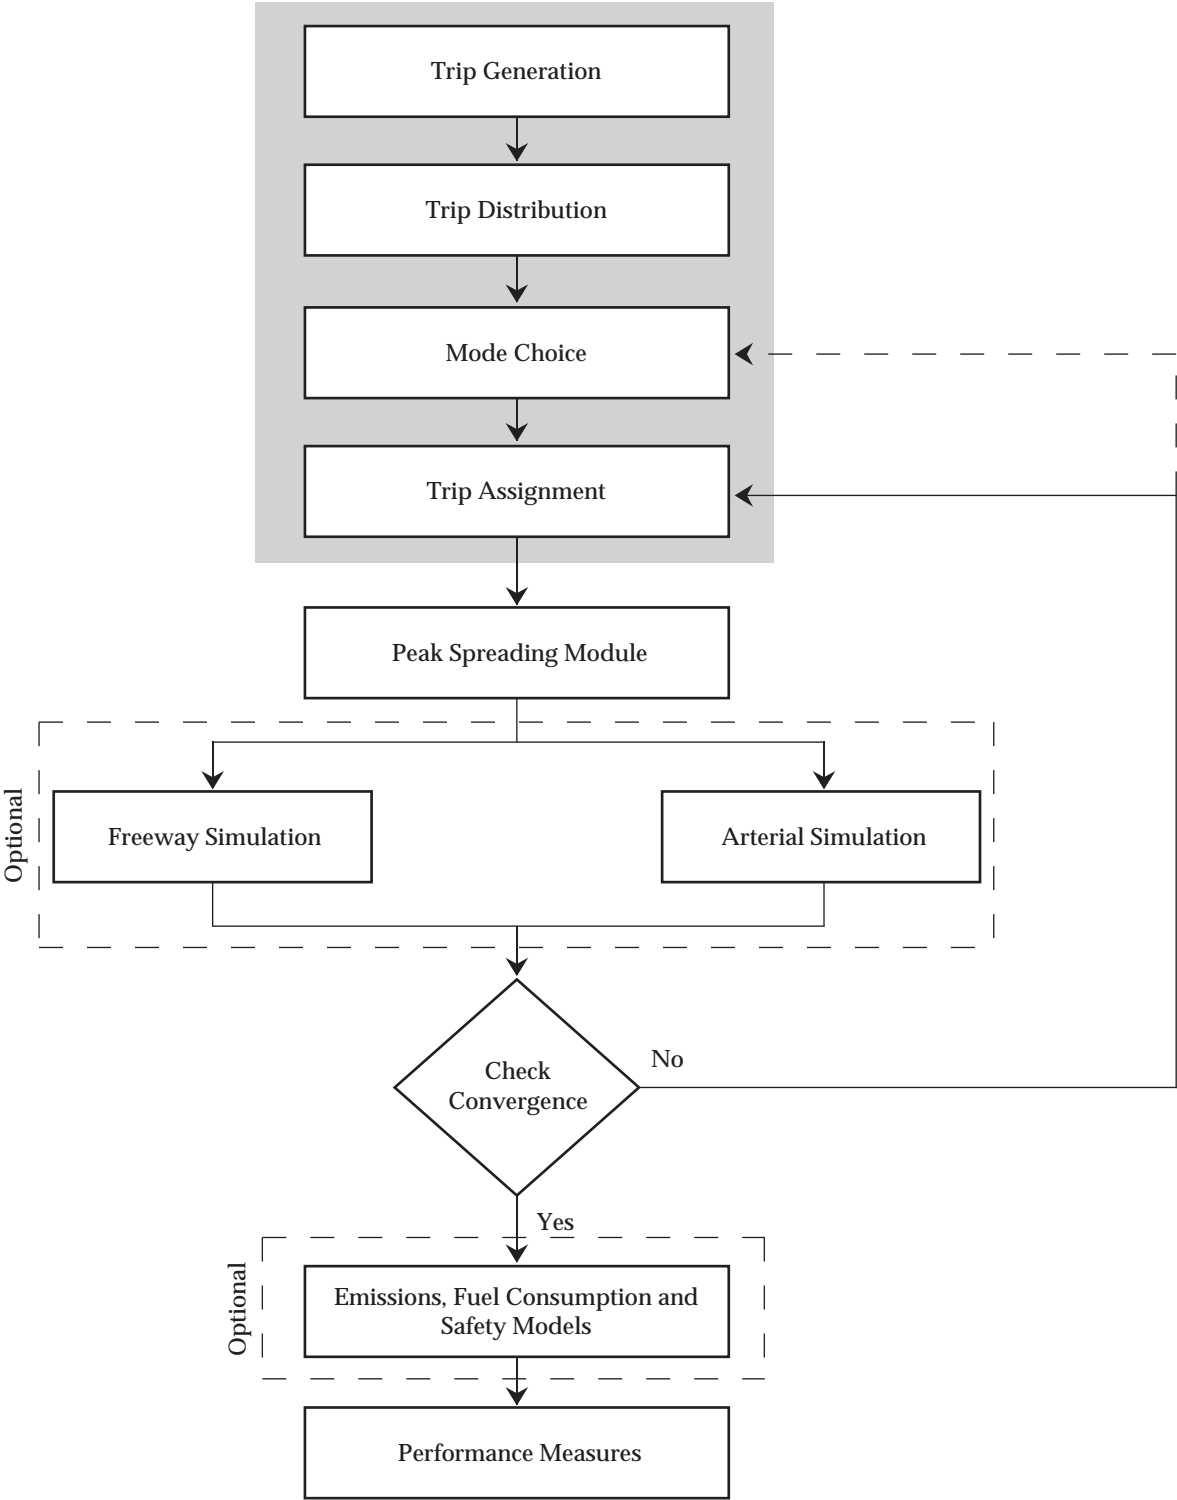 Trip Generation
Trip Distribution
Mode Choice
Trip Assignment
Peak Spreading Module
Optional
Freeway Simulation
Arterial Simulation
Check
Convergence
No
Yes
Optional
Emissions, Fuel Consumption and
Safety Models
Performance Measures